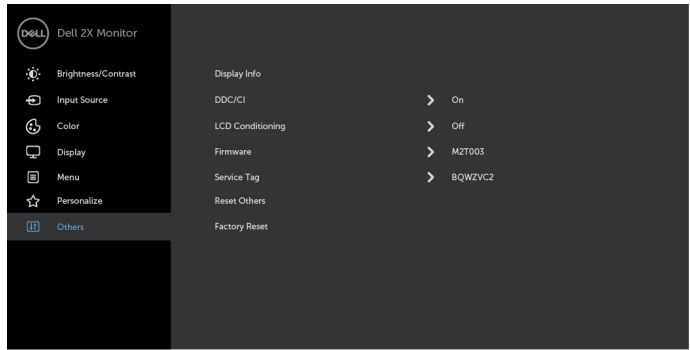 DELL Dell 2X Monitor
Brightness/Contrast Display Info
Input Source DDC/CI On
Color LCD Conditioning Off
Display Firmware M2T003
Menu Service Tag BQWZVC2
Personalize Reset Others
Others Factory Reset